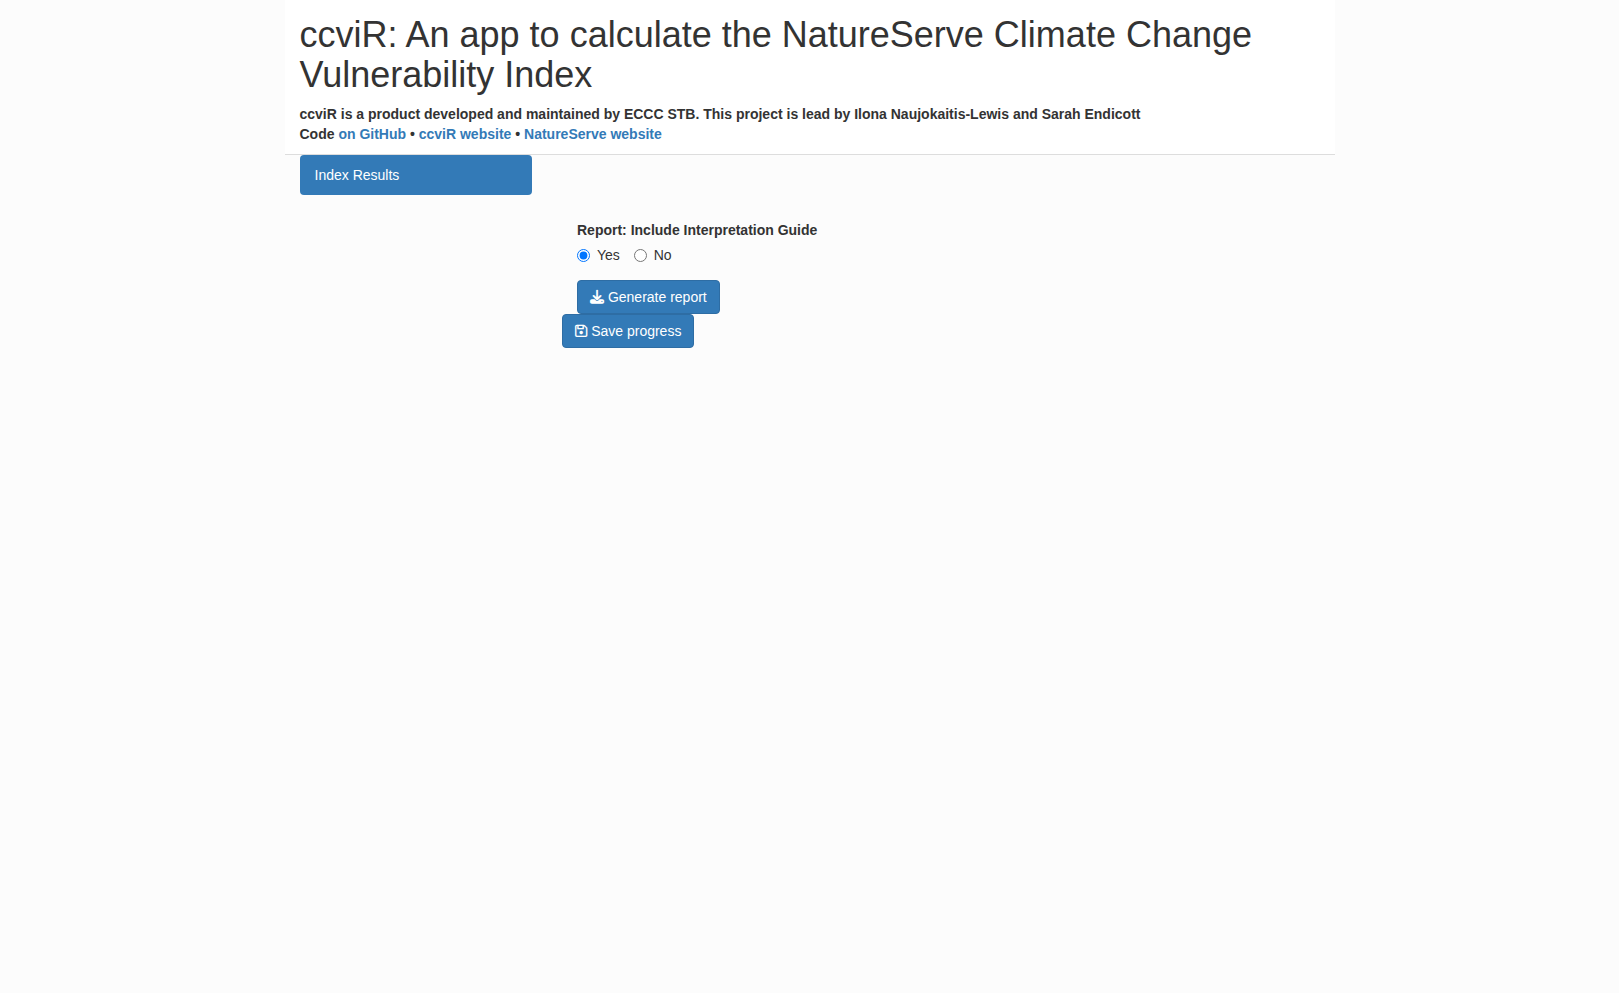 ccviR: An app to calculate the NatureServe Climate Change
Vulnerability Index
ccviR is a product developed and maintained by ECCC STB. This project is lead by Ilona Naujokaitis-Lewis and Sarah Endicott
Code on GitHub • ccviR website • NatureServe website
Index Results
Report: Include Interpretation Guide
Yes No
Generate report
Save progress